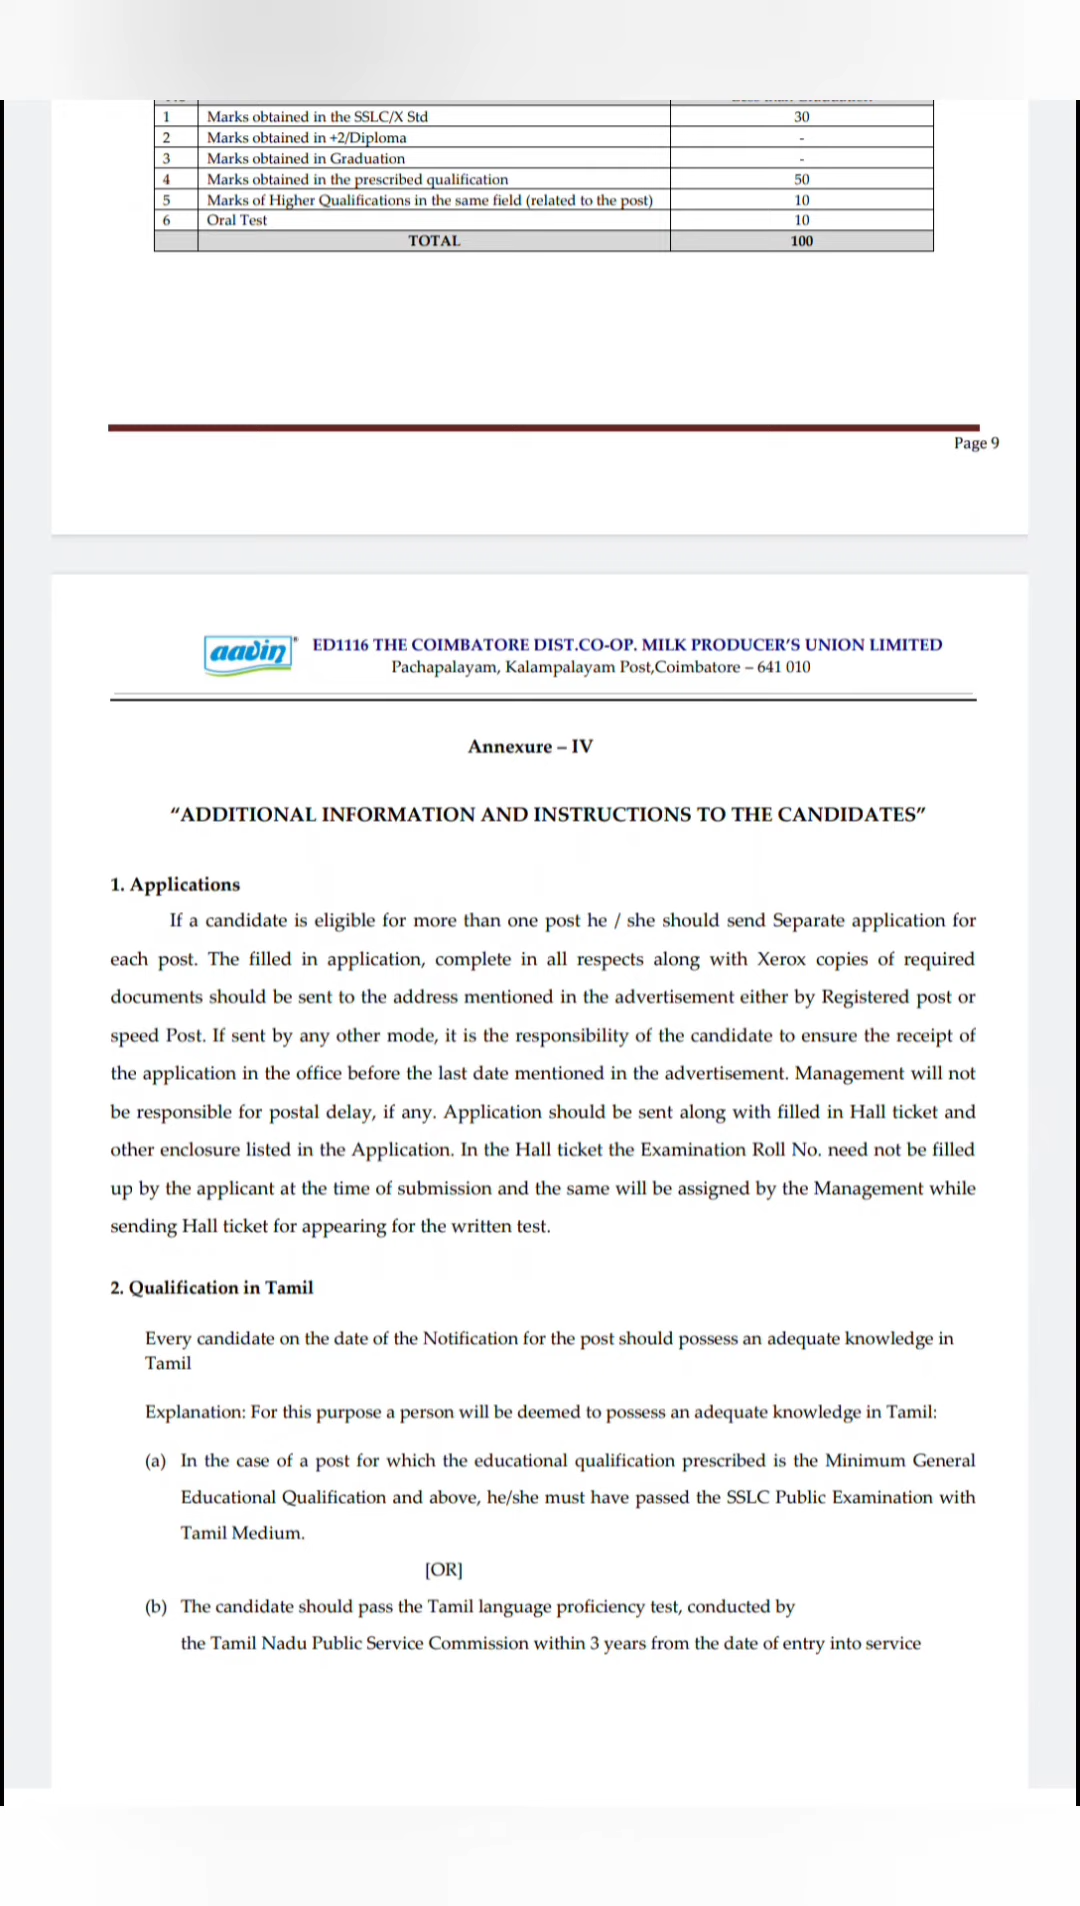 1 Marks obtained in the SSLC/X Std 30
2 Marks obtained in +2/Diploma -
3 Marks obtained in Graduation -
4 Marks obtained in the prescribed qualification 50
5 Marks of Higher Qualifications in the same field (related to the post) 10
6 Oral Test 10
TOTAL 100
Page 9
aavin® ED1116 THE COIMBATORE DIST.CO-OP. MILK PRODUCER’S UNION LIMITED
Pachapalayam, Kalampalayam Post,Coimbatore – 641 010
Annexure – IV
“ADDITIONAL INFORMATION AND INSTRUCTIONS TO THE CANDIDATES”
1. Applications
If a candidate is eligible for more than one post he / she should send Separate application for
each post. The filled in application, complete in all respects along with Xerox copies of required
documents should be sent to the address mentioned in the advertisement either by Registered post or
speed Post. If sent by any other mode, it is the responsibility of the candidate to ensure the receipt of
the application in the office before the last date mentioned in the advertisement. Management will not
be responsible for postal delay, if any. Application should be sent along with filled in Hall ticket and
other enclosure listed in the Application. In the Hall ticket the Examination Roll No. need not be filled
up by the applicant at the time of submission and the same will be assigned by the Management while
sending Hall ticket for appearing for the written test.
2. Qualification in Tamil
Every candidate on the date of the Notification for the post should possess an adequate knowledge in
Tamil
Explanation: For this purpose a person will be deemed to possess an adequate knowledge in Tamil:
(a) In the case of a post for which the educational qualification prescribed is the Minimum General
Educational Qualification and above, he/she must have passed the SSLC Public Examination with
Tamil Medium.
[OR]
(b) The candidate should pass the Tamil language proficiency test, conducted by
the Tamil Nadu Public Service Commission within 3 years from the date of entry into service